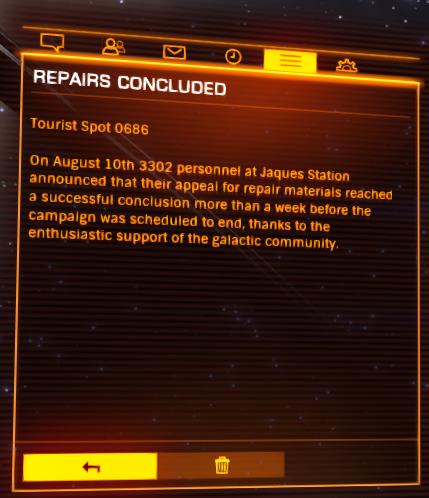 REPAIRS CONCLUDED
Tourist Spot 0686
On August 10th 3302 personnel at Jaques Station
announced that their appeal for repair materials reached
a successful conclusion more than a week before the
campaign was scheduled to end, thanks to the
enthusiastic support of the galactic community.